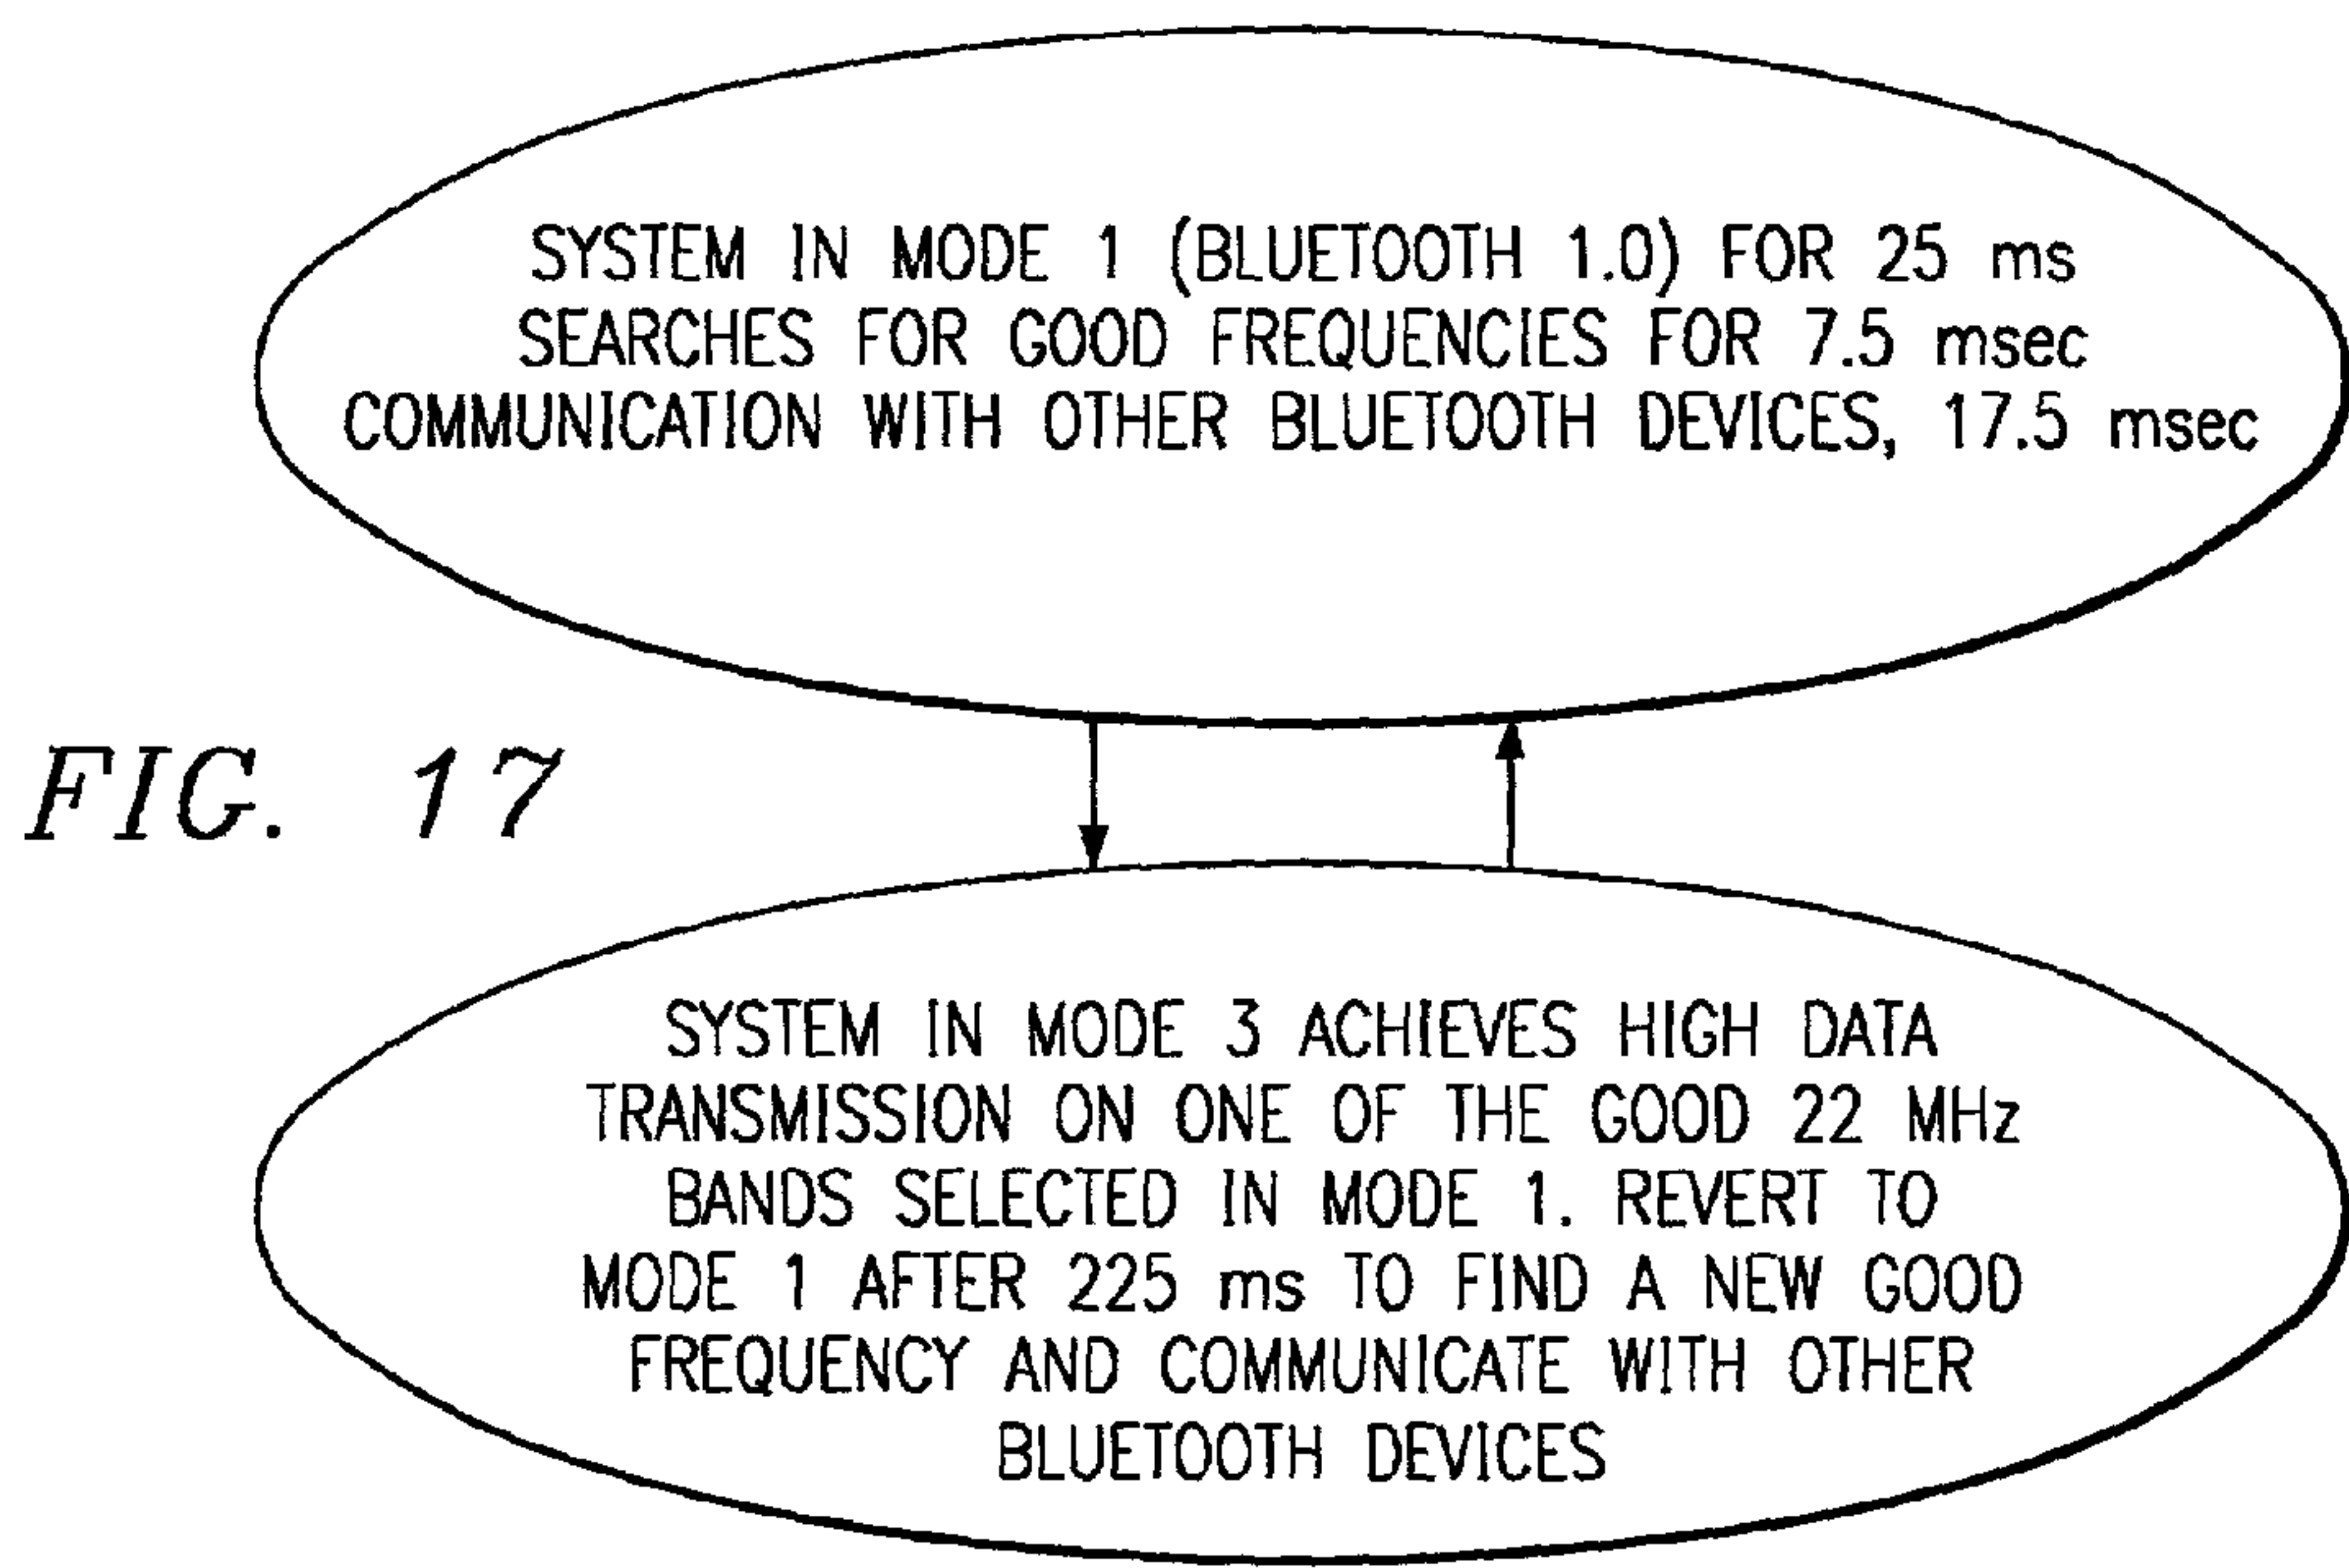 SYSTEM IN MODE 1 (BLUETOOTH 1.0) FOR 25 ms
SEARCHES FOR GOOD FREQUENCIES FOR 7.5 msec
COMMUNICATION WITH OTHER BLUETOOTH DEVICES, 17.5 msec
FIG. 17
SYSTEM IN MODE 3 ACHIEVES HIGH DATA
TRANSMISSION ON ONE OF THE GOOD 22 MHz
BANDS SELECTED IN MODE 1. REVERT TO
MODE 1 AFTER 225 ms TO FIND A NEW GOOD
FREQUENCY AND COMMUNICATE WITH OTHER
BLUETOOTH DEVICES